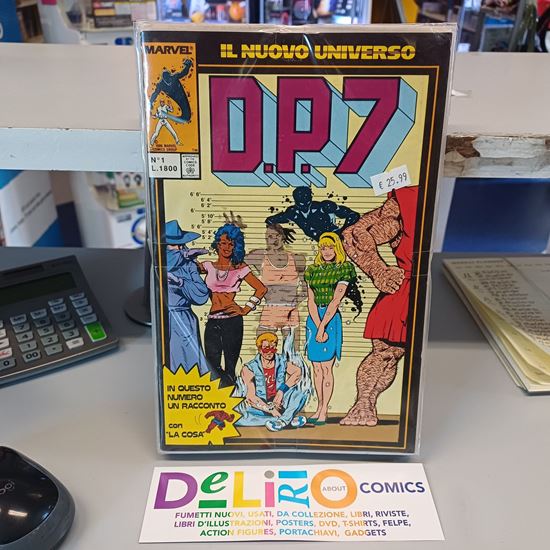 MARVEL
IL NUOVO UNIVERSO
D.P.7
N°1
L.1800
€ 25.99
IN QUESTO
NUMERO
UN RACCONTO
con
"LA COSA"
DELIRIO
ABOUT
COMICS
FUMETTI NUOVI, USATI, DA COLLEZIONE, LIBRI, RIVISTE,
LIBRI D'ILLUSTRAZIONI, POSTERS, DVD, T-SHIRTS, FELPE,
ACTION FIGURES, PORTACHIAVI, GADGETS